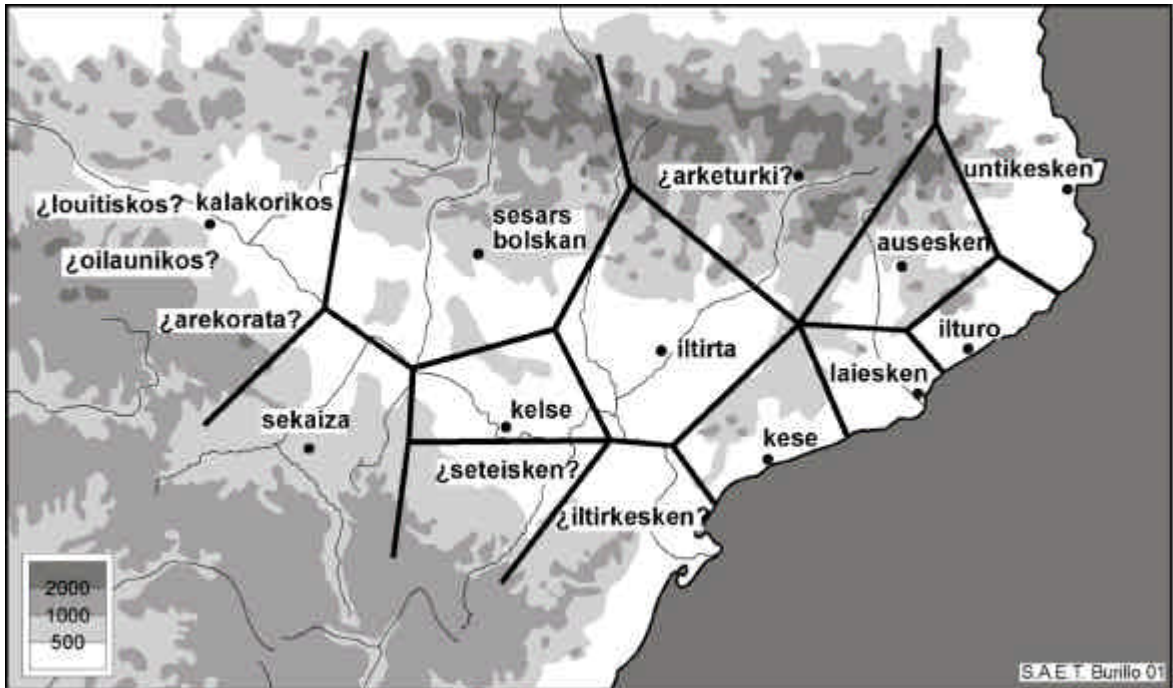 untikesken
¿arketurki?
¿louitiskos?
kalakorikos
sesars
bolskan
ausesken
¿oilaunikos?
¿arekorata?
ilturo
iltirta
laiesken
sekaiza
kelse
kese
¿seteisken?
¿iltirkesken?
2000
1000
500
S.A.E.T. Burillo 01